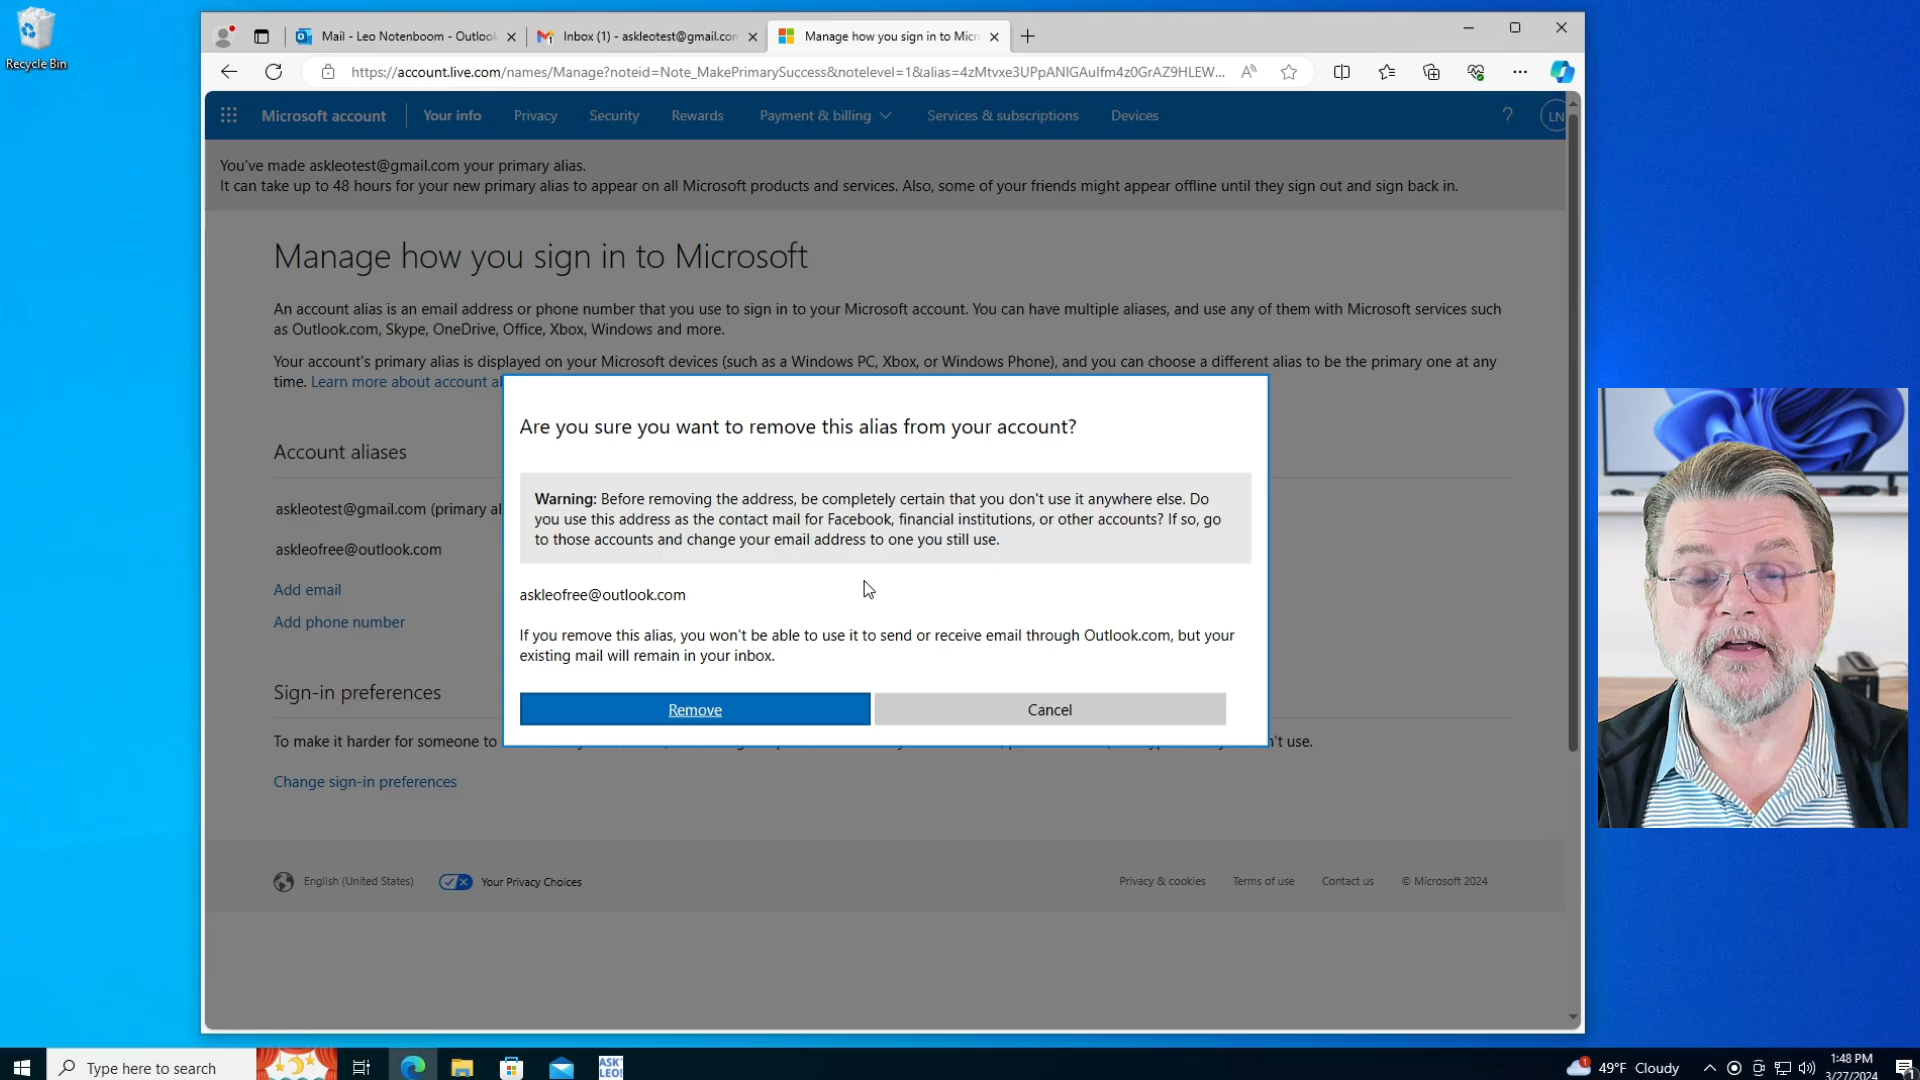 Recycle Bin
Mail - Leo Notenboom - Outlook
Inbox (1) - askleotest@gmail.com
Manage how you sign in to Micr
https://account.live.com/names/Manage?noteid=Note_MakePrimarySuccess&notelevel=1&alias=4zMtvxe3UPpANIGAulfm4z0GrAZ9HLEW...
Microsoft account
Your info
Privacy
Security
Rewards
Payment & billing
Services & subscriptions
Devices
?
LN
You've made askleotest@gmail.com your primary alias.
It can take up to 48 hours for your new primary alias to appear on all Microsoft products and services. Also, some of your friends might appear offline until they sign out and sign back in.
Manage how you sign in to Microsoft
An account alias is an email address or phone number that you use to sign in to your Microsoft account. You can have multiple aliases, and use any of them with Microsoft services such
as Outlook.com, Skype, OneDrive, Office, Xbox, Windows and more.
Your account's primary alias is displayed on your Microsoft devices (such as a Windows PC, Xbox, or Windows Phone), and you can choose a different alias to be the primary one at any
time. Learn more about account al
Account aliases
askleotest@gmail.com (primary al
askleofree@outlook.com
Add email
Add phone number
Sign-in preferences
To make it harder for someone to
n't use.
Change sign-in preferences
Are you sure you want to remove this alias from your account?
Warning: Before removing the address, be completely certain that you don't use it anywhere else. Do
you use this address as the contact mail for Facebook, financial institutions, or other accounts? If so, go
to those accounts and change your email address to one you still use.
askleofree@outlook.com
If you remove this alias, you won't be able to use it to send or receive email through Outlook.com, but your
existing mail will remain in your inbox.
Remove
Cancel
English (United States)
Your Privacy Choices
Privacy & cookies
Terms of use
Contact us
© Microsoft 2024
Type here to search
ASK LEO!
1
49°F Cloudy
1:48 PM
3/27/2024
1